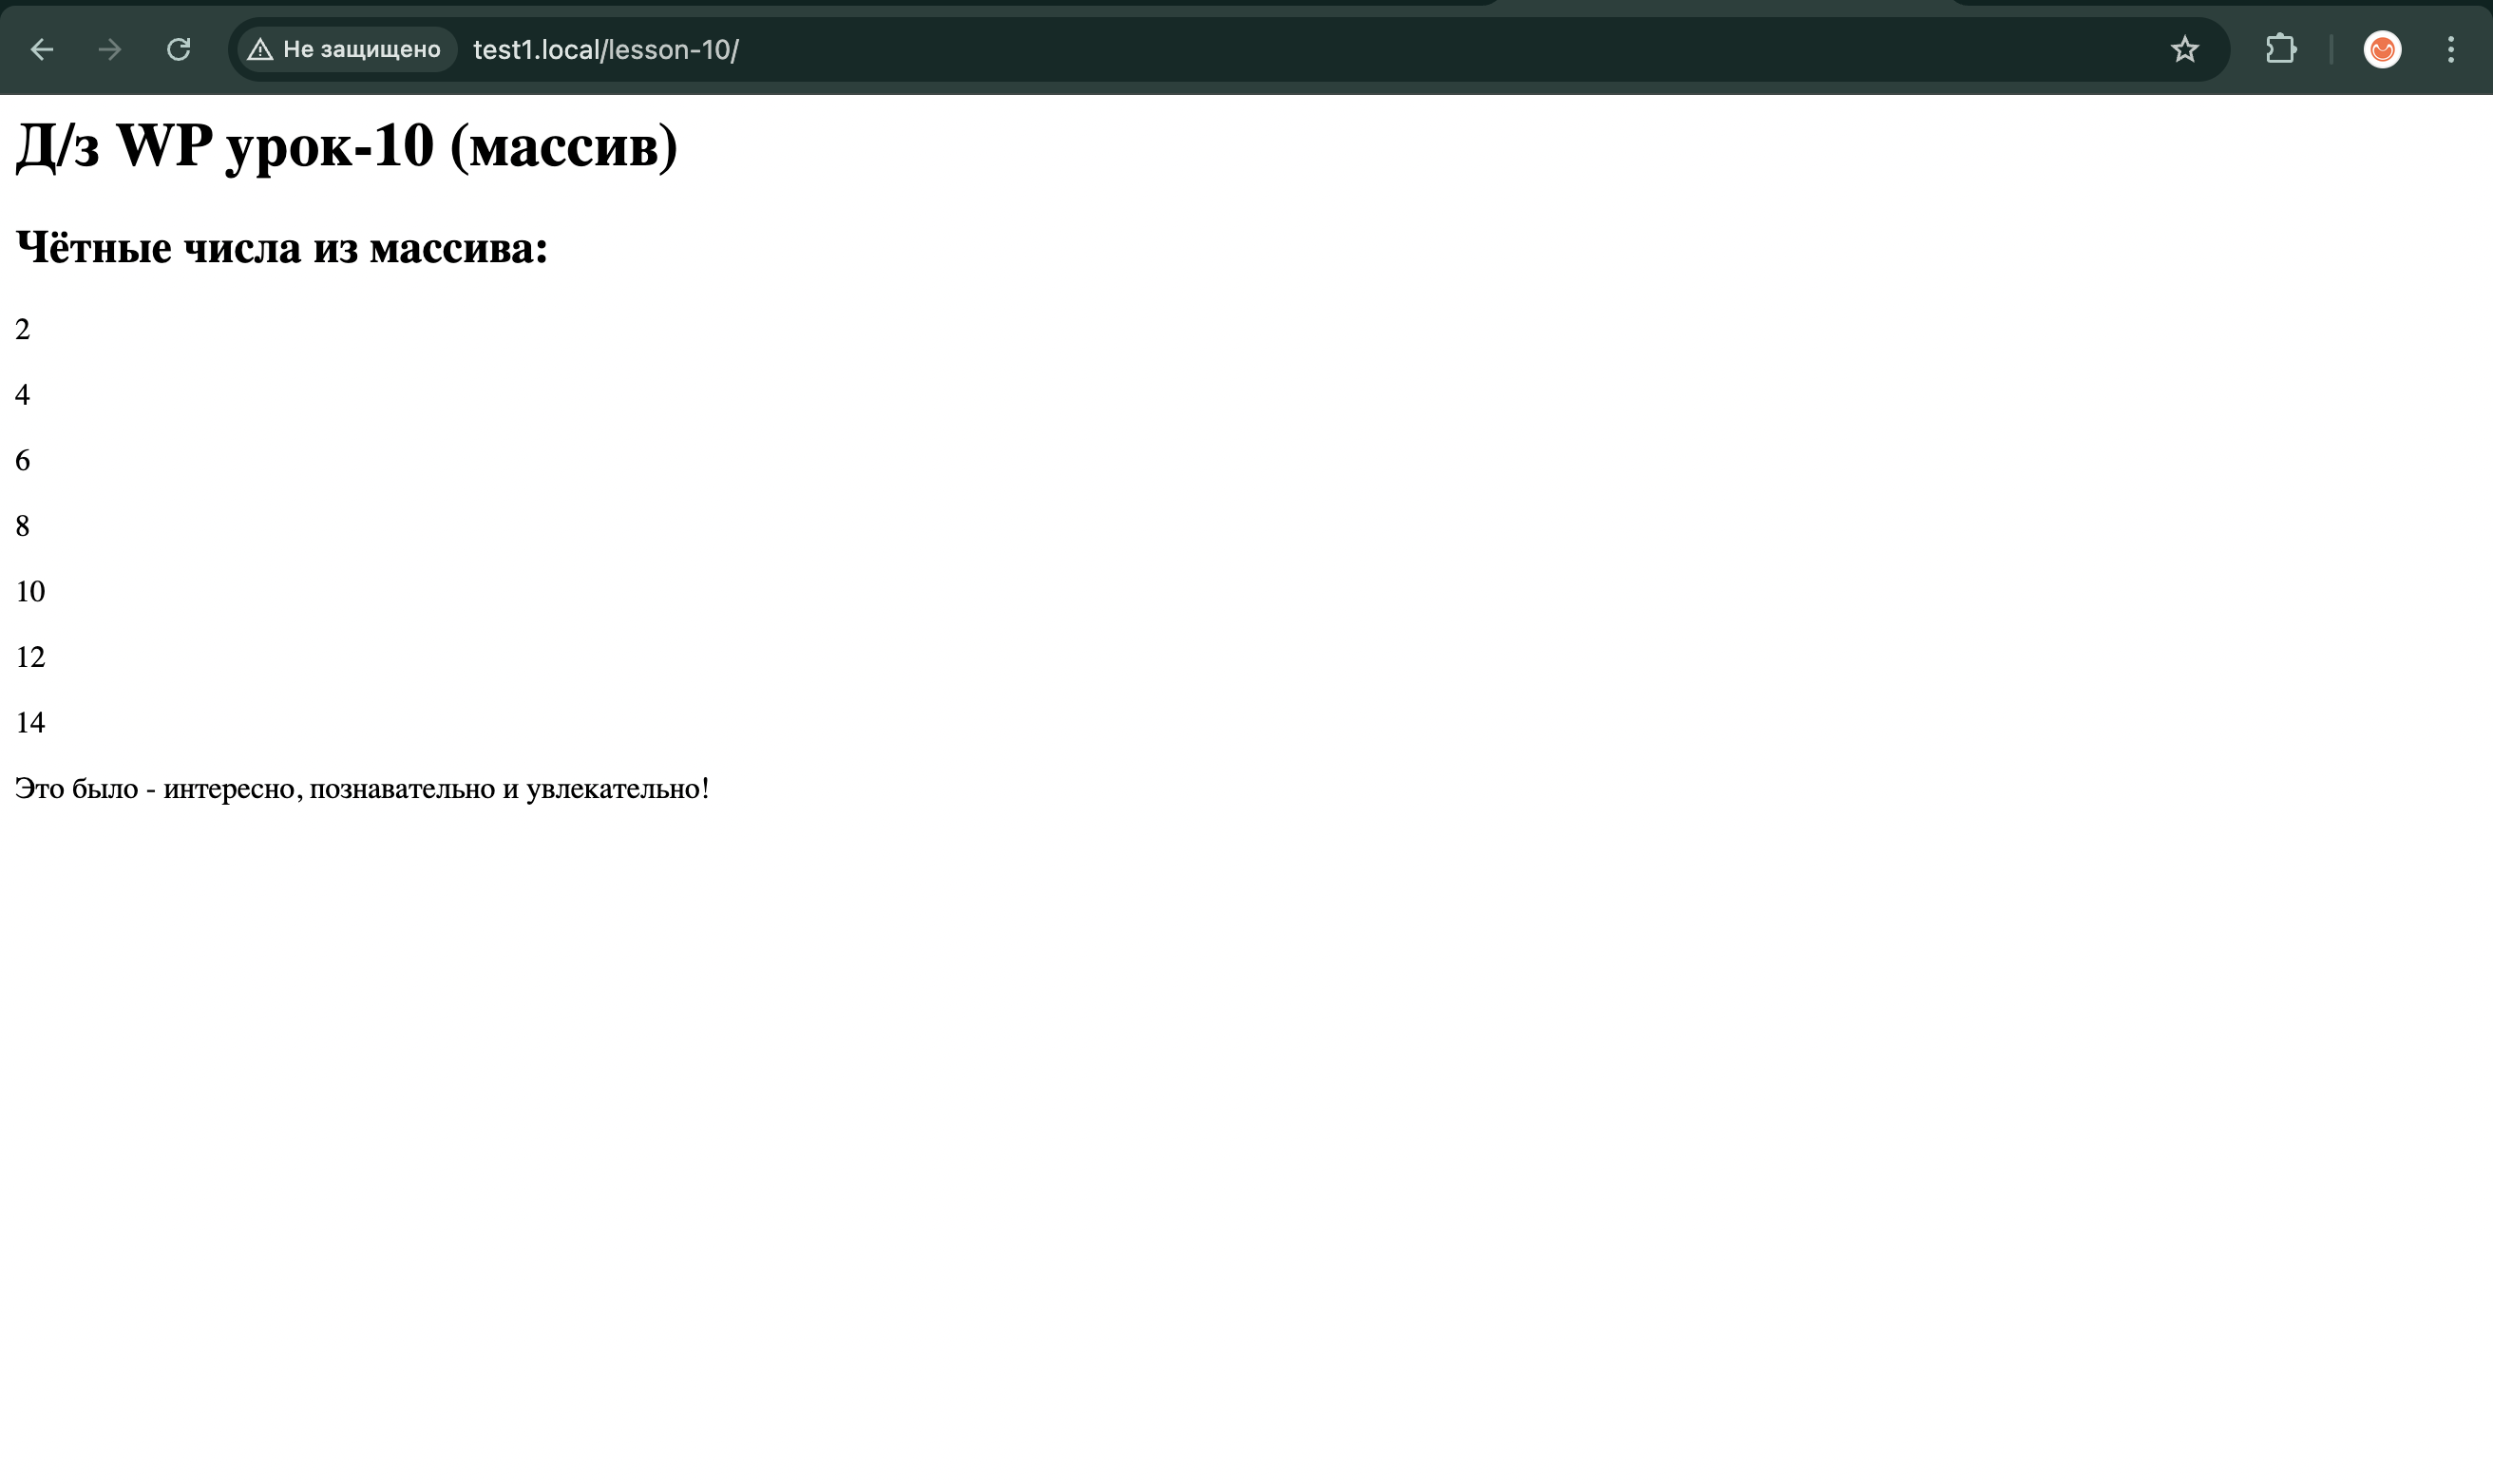 Не защищено test1.local/lesson-10/
Д/з WP урок-10 (массив)
Чётные числа из массива:
2
4
6
8
10
12
14
Это было - интересно, познавательно и увлекательно!